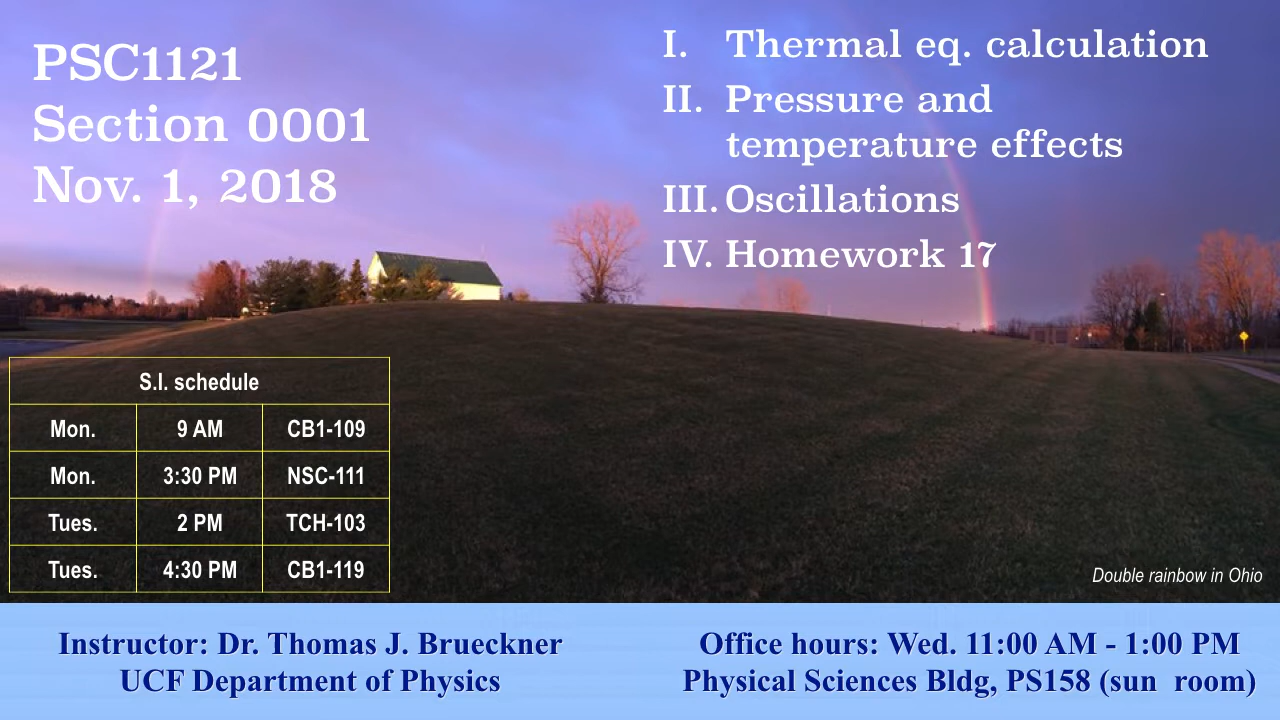 PSC1121
Section 0001
Nov. 1, 2018
I. Thermal eq. calculation
II. Pressure and
temperature effects
III. Oscillations
IV. Homework 17
S.I. schedule
Mon. 9 AM CB1-109
Mon. 3:30 PM NSC-111
Tues. 2 PM TCH-103
Tues. 4:30 PM CB1-119
Double rainbow in Ohio
Instructor: Dr. Thomas J. Brueckner
UCF Department of Physics
Office hours: Wed. 11:00 AM - 1:00 PM
Physical Sciences Bldg, PS158 (sun room)